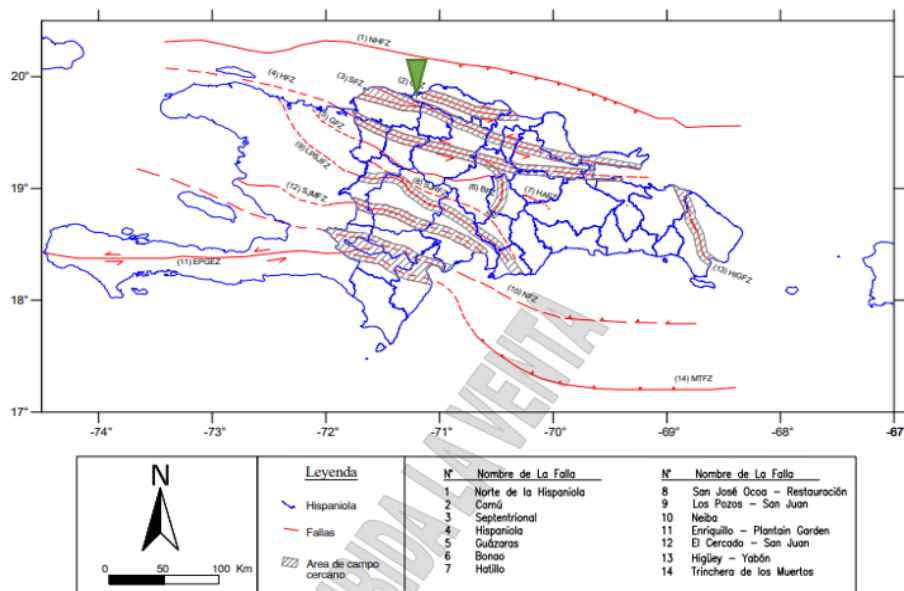 (1) NHFZ
20°
(4) HFZ
(3) SFZ
(2)
(5) GFZ
(9) LPSJFZ
19°
(12) SJMFZ
(8) SJRFZ
(6) BFZ
(7) HAFZ
(13) HIGFZ
(11) EPGEZ
18°
(10) NFZ
(14) MTFZ
17°
-74° -73° -72° -71° -70° -69° -68° -67
PROHIBIDA LA VENTA
N
0 50 100 Km
Leyenda
Hispaniola
Fallas
Area de campo
cercano
N° Nombre de La Falla
1 Norte de la Hispaniola
2 Camú
3 Septentrional
4 Hispaniola
5 Guázaras
6 Bonao
7 Hatillo
N° Nombre de La Falla
8 San José Ocoa – Restauración
9 Los Pozos – San Juan
10 Neiba
11 Enriquillo – Plantain Garden
12 El Cercado – San Juan
13 Higüey – Yabón
14 Trinchera de los Muertos